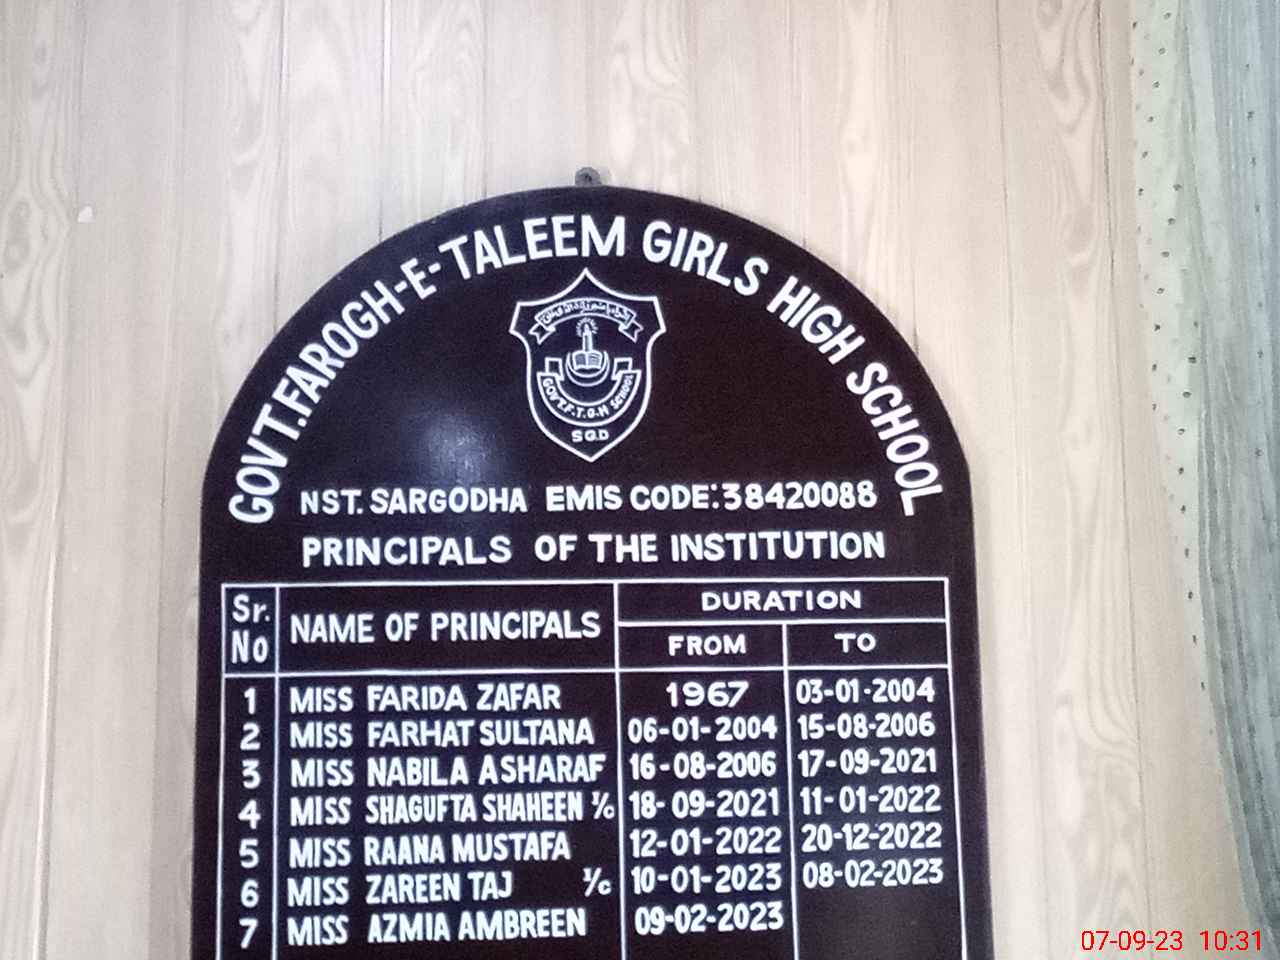 GOVT.FAROGH-E-TALEEM GIRLS HIGH SCHOOL
GOVT.F.T.G.H SCHOOL
SGD
NST. SARGODHA EMIS CODE:38420088
PRINCIPALS OF THE INSTITUTION
Sr. No NAME OF PRINCIPALS DURATION
FROM TO
1 MISS FARIDA ZAFAR 1967 03-01-2004
2 MISS FARHAT SULTANA 06-01-2004 15-08-2006
3 MISS NABILA ASHARAF 16-08-2006 17-09-2021
4 MISS SHAGUFTA SHAHEEN I/C 18-09-2021 11-01-2022
5 MISS RAANA MUSTAFA 12-01-2022 20-12-2022
6 MISS ZAREEN TAJ I/C 10-01-2023 08-02-2023
7 MISS AZMIA AMBREEN 09-02-2023
07-09-23 10:31